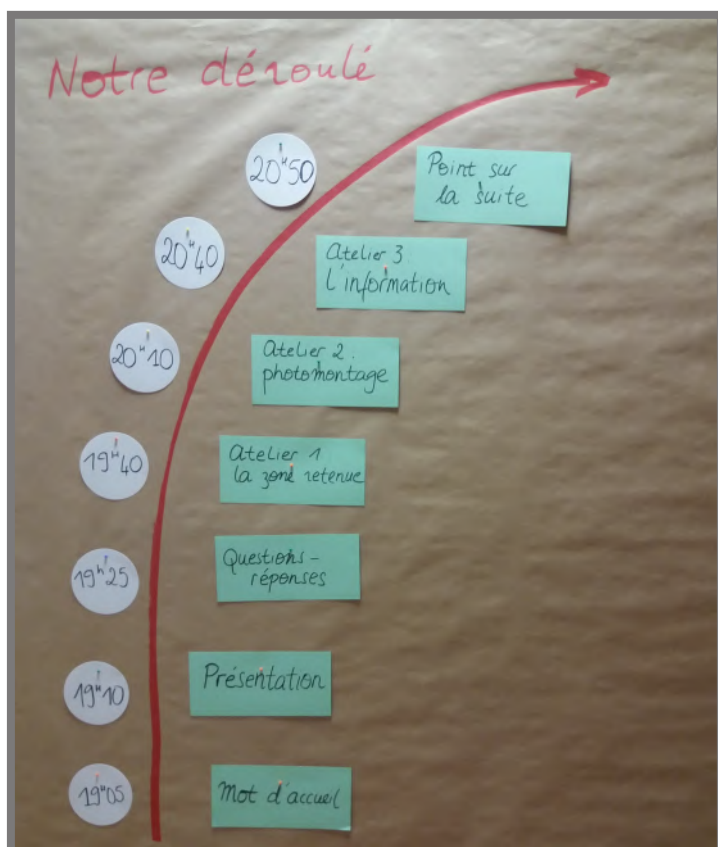 Notre déroulé
20H50
Point sur
la suite
20H40
Atelier 3.
l'information
20H10
Atelier 2.
photomontage
19H40
Atelier 1
la zone retenue
19H25
Questions-
réponses
19H10
Présentation
19H05
Mot d'accueil